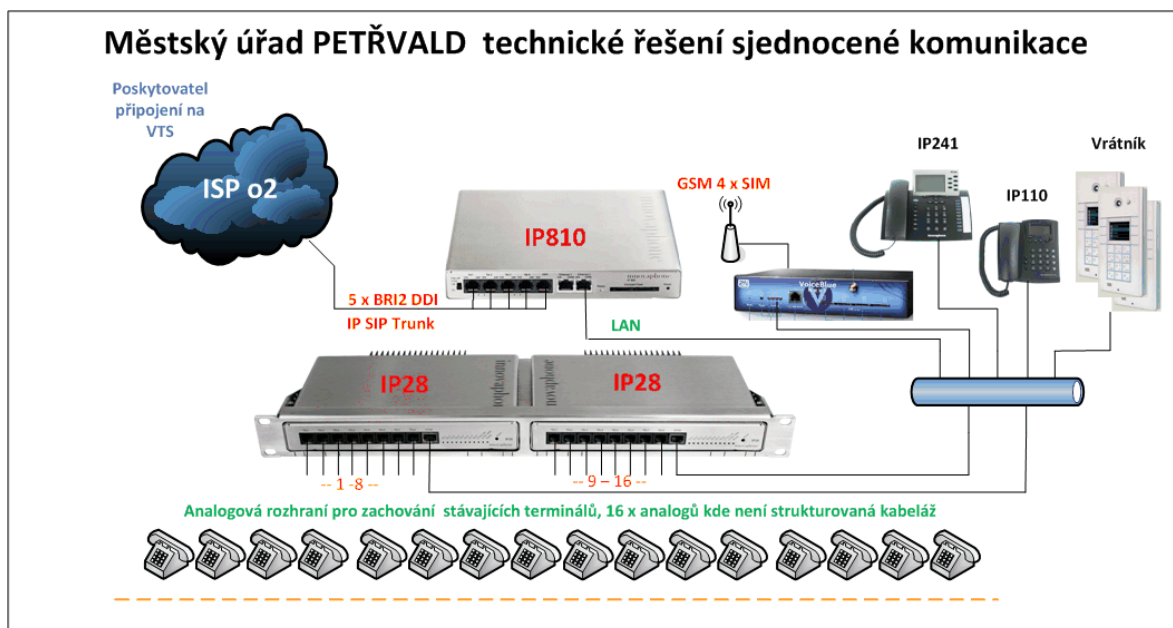 Městský úřad PETŘVALD technické řešení sjednocené komunikace
Poskytovatel
připojení na
VTS
ISP o2
IP810
GSM 4 x SIM
IP241
IP110
Vrátník
VoiceBlue
5 x BRI2 DDI
IP SIP Trunk
LAN
IP28
IP28
innovaphone
-- 1 -8 --
-- 9 – 16 --
Analogová rozhraní pro zachování stávajících terminálů, 16 x analogů kde není strukturovaná kabeláž